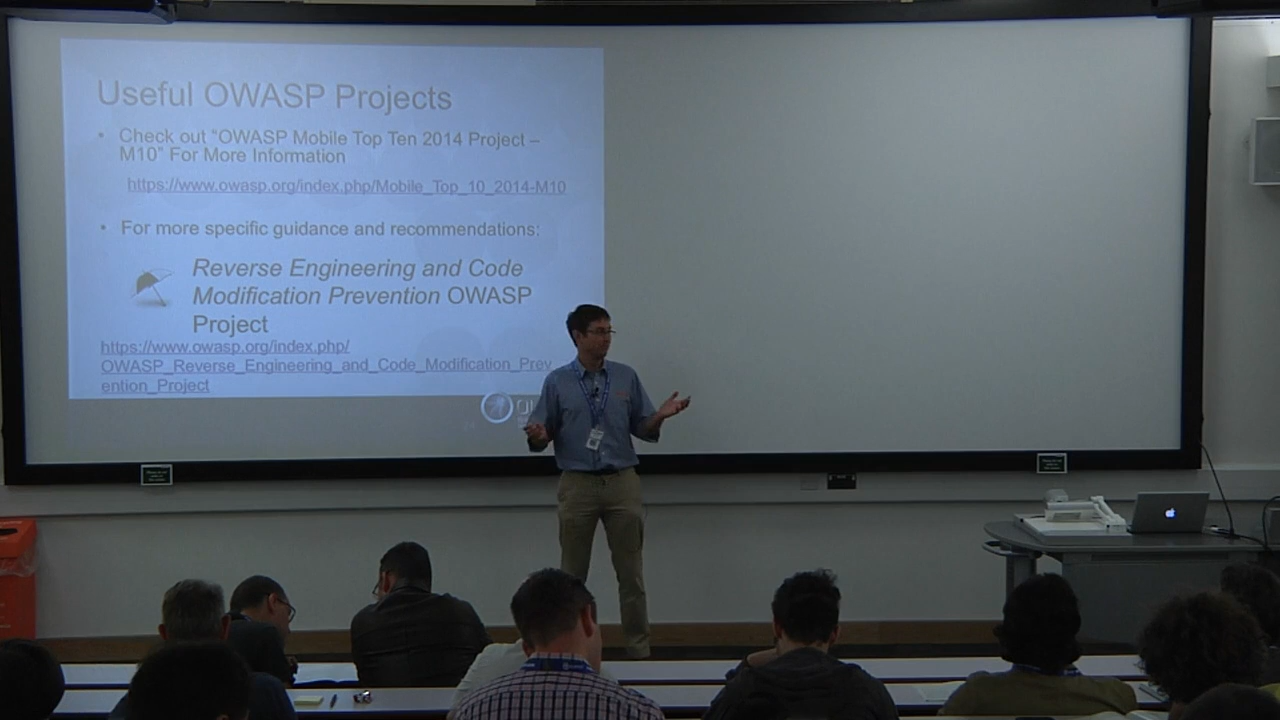 Useful OWASP Projects
• Check out “OWASP Mobile Top Ten 2014 Project –
M10” For More Information
https://www.owasp.org/index.php/Mobile_Top_10_2014-M10
• For more specific guidance and recommendations:
Reverse Engineering and Code
Modification Prevention OWASP
Project
https://www.owasp.org/index.php/
OWASP_Reverse_Engineering_and_Code_Modification_Prev
ention_Project